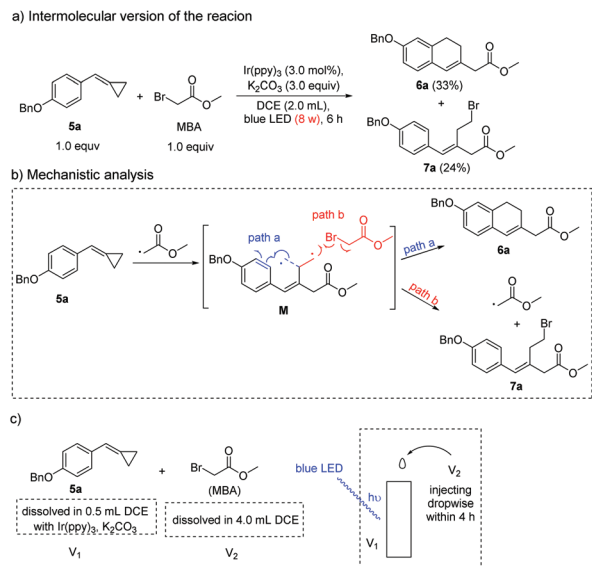 a) Intermolecular version of the reacion
BnO
5a
1.0 equv
+
Br
O
O
MBA
1.0 equiv
Ir(ppy)3 (3.0 mol%),
K2CO3 (3.0 equiv)
DCE (2.0 mL),
blue LED (8 w), 6 h
BnO
O
O
6a (33%)
+
Br
BnO
O
O
7a (24%)
b) Mechanistic analysis
BnO
5a
O
O
path b
path a
Br
O
O
BnO
O
O
M
path a
path b
BnO
O
O
6a
O
O
+
Br
BnO
O
O
7a
c)
BnO
5a
+
Br
O
O
(MBA)
dissolved in 0.5 mL DCE
with Ir(ppy)3, K2CO3
dissolved in 4.0 mL DCE
V1
V2
blue LED
hυ
V1
V2
injecting
dropwise
within 4 h